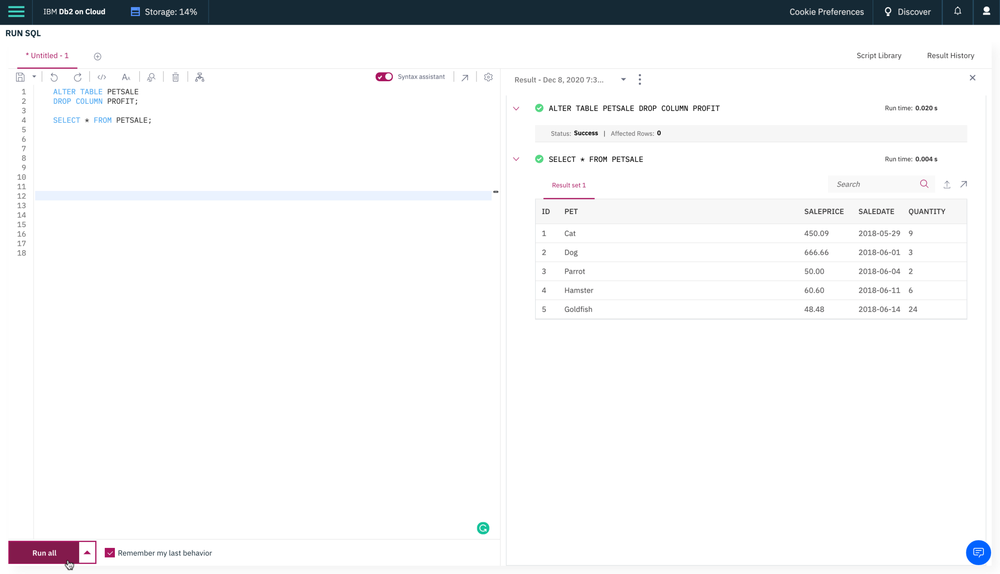 IBM Db2 on Cloud
Storage: 14%
Cookie Preferences
Discover
RUN SQL
* Untitled - 1
Script Library
Result History
Syntax assistant
1 ALTER TABLE PETSALE
2 DROP COLUMN PROFIT;
3
4 SELECT * FROM PETSALE;
5
6
7
8
9
10
11
12
13
14
15
16
17
18
Run all
Remember my last behavior
Result - Dec 8, 2020 7:3...
ALTER TABLE PETSALE DROP COLUMN PROFIT
Run time: 0.020 s
Status: Success | Affected Rows: 0
SELECT * FROM PETSALE
Run time: 0.004 s
Result set 1
Search
ID PET SALEPRICE SALEDATE QUANTITY
1 Cat 450.09 2018-05-29 9
2 Dog 666.66 2018-06-01 3
3 Parrot 50.00 2018-06-04 2
4 Hamster 60.60 2018-06-11 6
5 Goldfish 48.48 2018-06-14 24